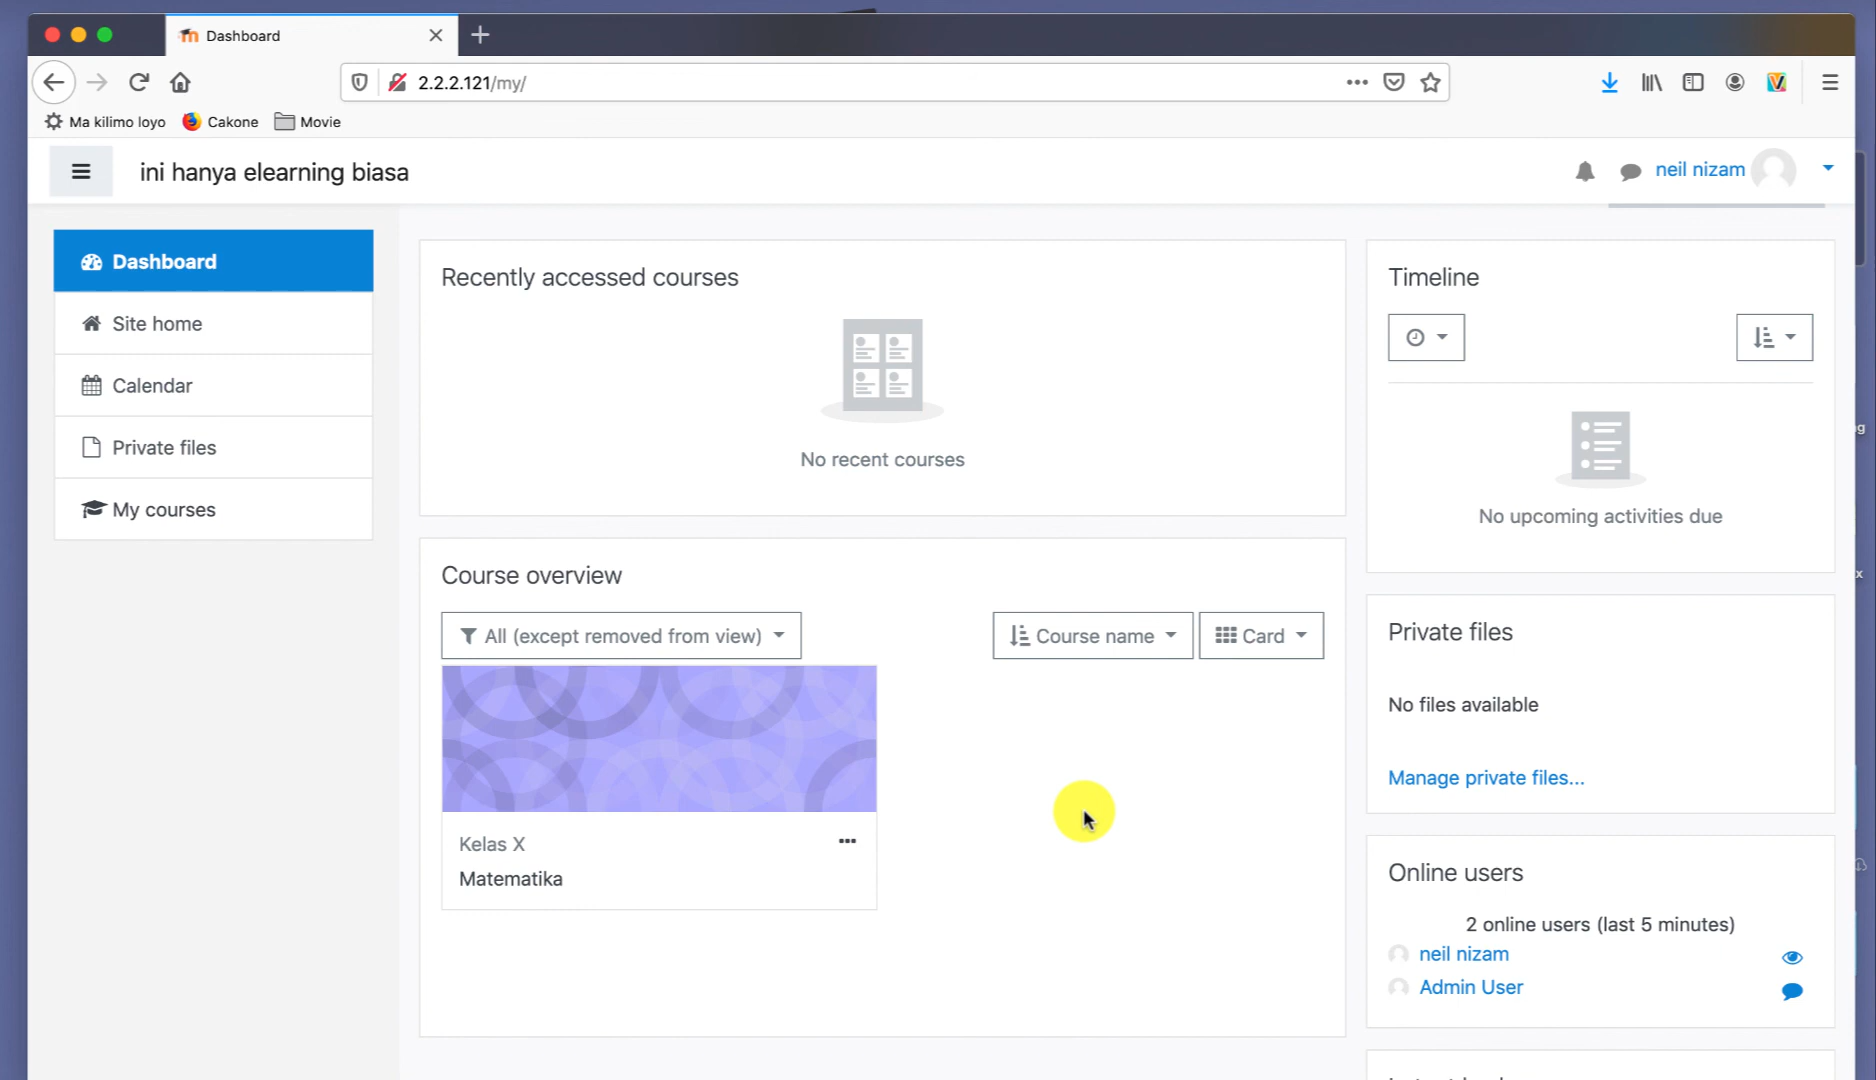 Dashboard
2.2.2.121/my/
Ma kilimo loyo
Cakone
Movie
ini hanya elearning biasa
neil nizam
Dashboard
Site home
Calendar
Private files
My courses
Recently accessed courses
No recent courses
Course overview
All (except removed from view)
Course name
Card
Kelas X
Matematika
Timeline
No upcoming activities due
Private files
No files available
Manage private files...
Online users
2 online users (last 5 minutes)
neil nizam
Admin User